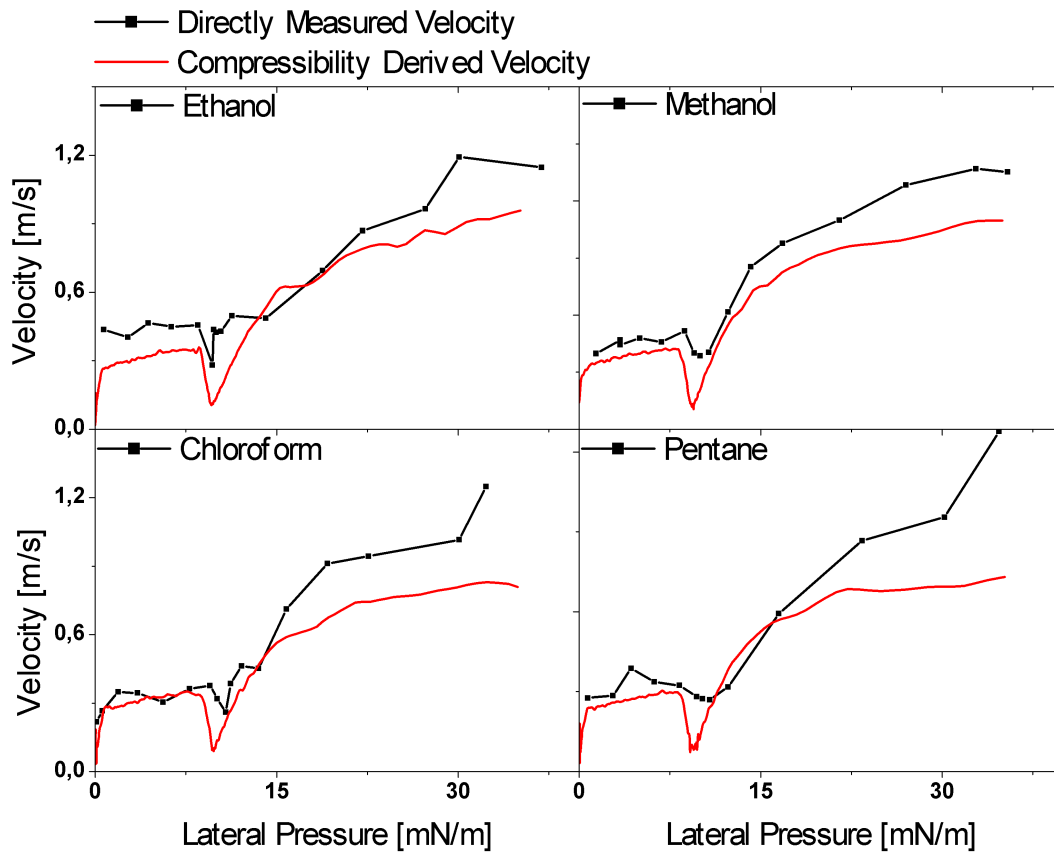 Directly Measured Velocity
Compressibility Derived Velocity
Ethanol
Methanol
1,2
0,6
0,0
Velocity [m/s]
Chloroform
Pentane
1,2
0,6
0,0
Velocity [m/s]
0 15 30 0 15 30
Lateral Pressure [mN/m] Lateral Pressure [mN/m]